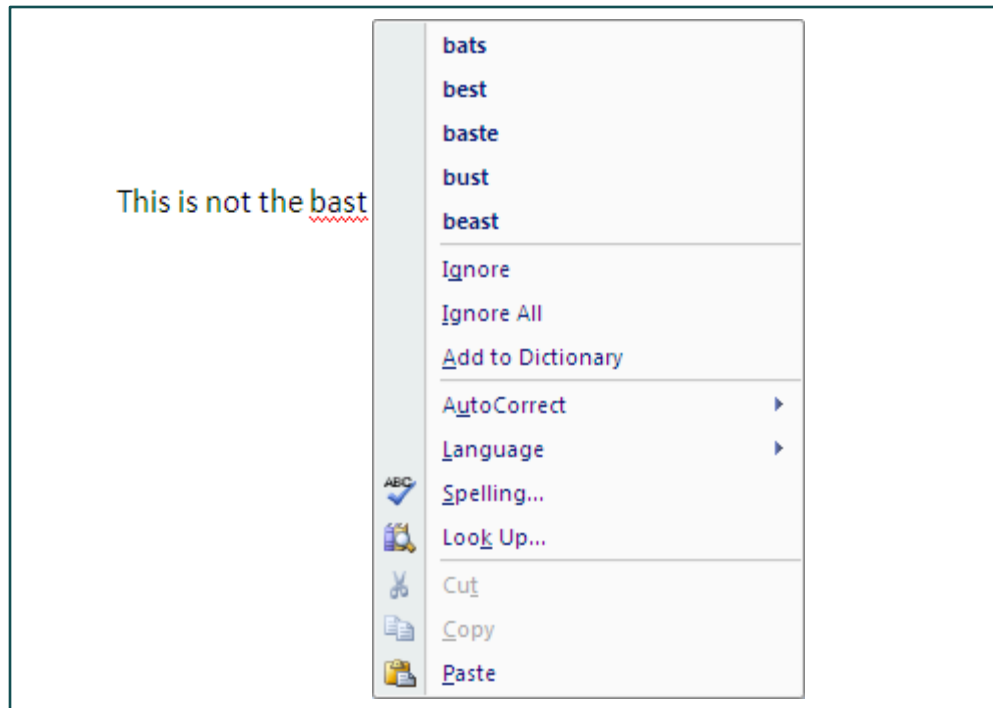 bats
best
baste
bust
This is not the bast
beast
Ignore
Ignore All
Add to Dictionary
AutoCorrect
Language
ABC
Spelling...
Look Up...
Cut
Copy
Paste